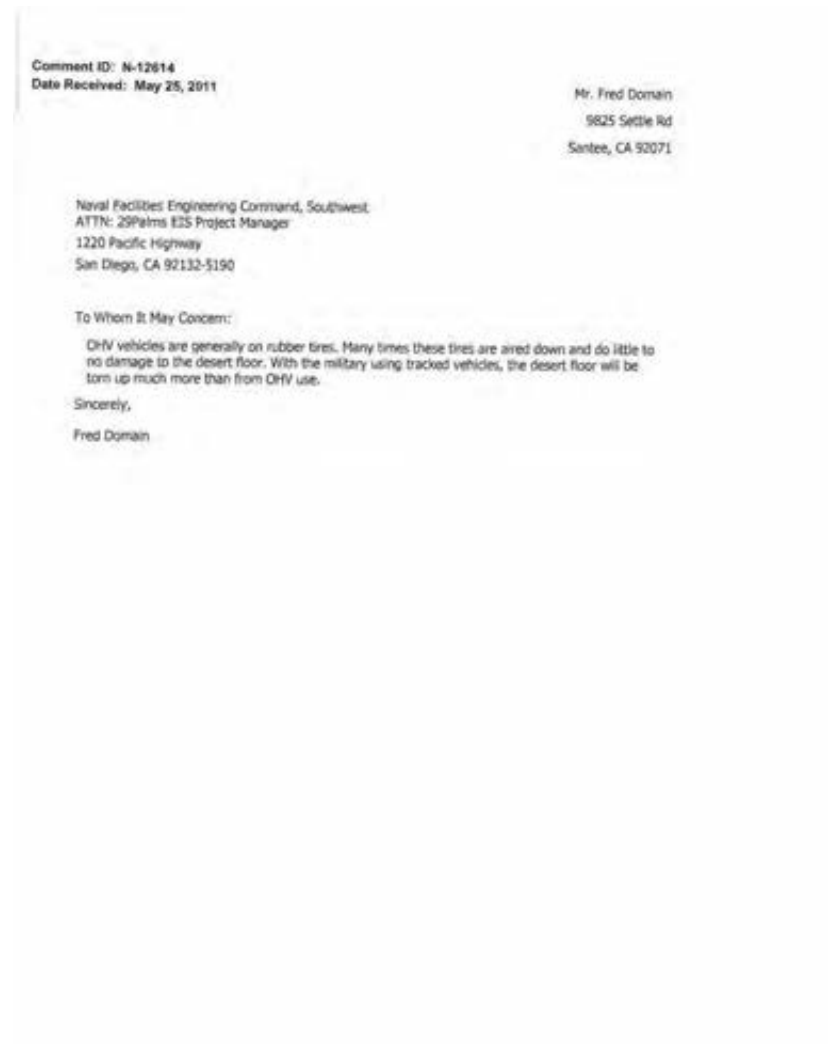 Comment ID: N-12614
Date Received: May 25, 2011
Mr. Fred Domain
9825 Settle Rd
Santee, CA 92071
Naval Facilities Engineering Command, Southwest
ATTN: 29Palms EIS Project Manager
1220 Pacific Highway
San Diego, CA 92132-5190
To Whom It May Concern:
OHV vehicles are generally on rubber tires. Many times these tires are aired down and do little to
no damage to the desert floor. With the military using tracked vehicles, the desert floor will be
torn up much more than from OHV use.
Sincerely,
Fred Domain